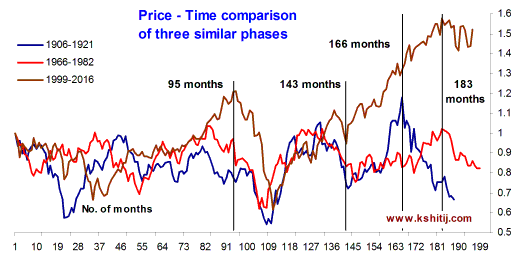 Price - Time comparison
of three similar phases
1906-1921
1966-1982
1999-2016
95 months
143 months
166 months
183
months
No. of months
www.kshitij.com
1.6
1.5
1.4
1.3
1.2
1.1
1
0.9
0.8
0.7
0.6
0.5
1 10 19 28 37 46 55 64 73 82 91 100 109 118 127 136 145 154 163 172 181 190 199